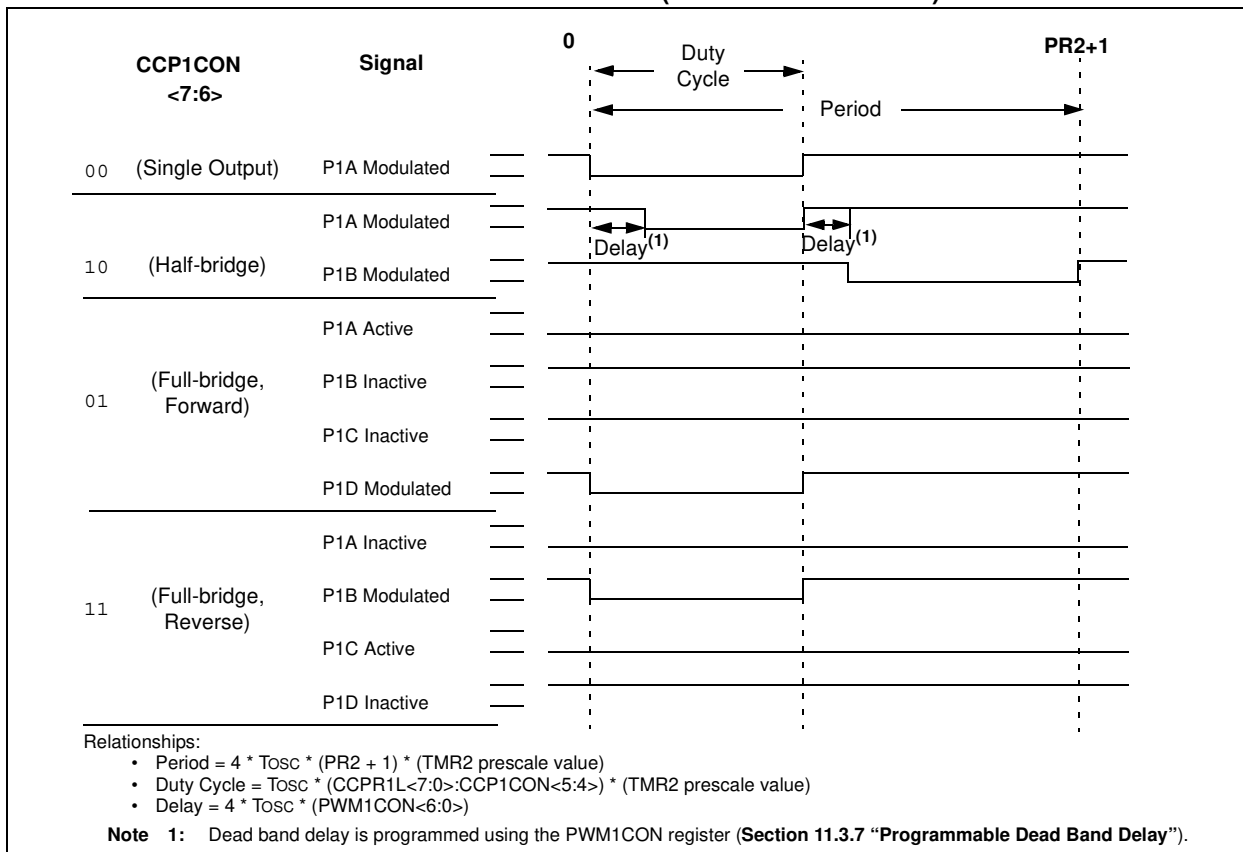 0
PR2+1
CCP1CON
<7:6>
Signal
Duty
Cycle
Period
00 (Single Output) P1A Modulated
P1A Modulated
Delay(1)
Delay(1)
10 (Half-bridge)
P1B Modulated
P1A Active
01 (Full-bridge,
Forward)
P1B Inactive
P1C Inactive
P1D Modulated
P1A Inactive
11 (Full-bridge,
Reverse)
P1B Modulated
P1C Active
P1D Inactive
Relationships:
• Period = 4 * TOSC * (PR2 + 1) * (TMR2 prescale value)
• Duty Cycle = TOSC * (CCPR1L<7:0>:CCP1CON<5:4>) * (TMR2 prescale value)
• Delay = 4 * TOSC * (PWM1CON<6:0>)
Note 1: Dead band delay is programmed using the PWM1CON register (Section 11.3.7 “Programmable Dead Band Delay”).